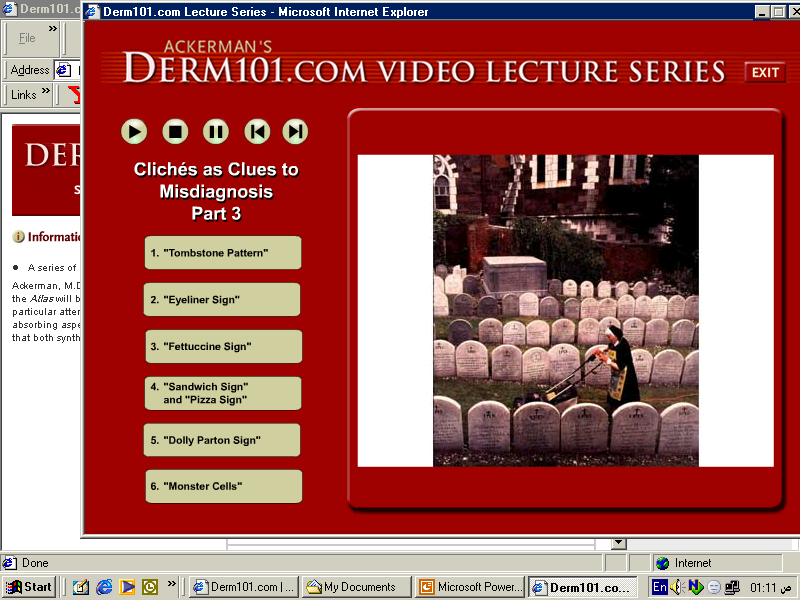 Derm101.c
Derm101.com Lecture Series - Microsoft Internet Explorer
File
»
Address
Links »
ACKERMAN'S
DERM101.COM VIDEO LECTURE SERIES
EXIT
DER
S
i Informati
Clichés as Clues to
Misdiagnosis
Part 3
1. "Tombstone Pattern"
2. "Eyeliner Sign"
3. "Fettuccine Sign"
4. "Sandwich Sign"
and "Pizza Sign"
5. "Dolly Parton Sign"
6. "Monster Cells"
● A series of
Ackerman, M.D
the Atlas will b
particular atter
absorbing aspe
that both synth
Done
Internet
Start
»
Derm101.com | ...
My Documents
Microsoft Power...
Derm101.co...
En
01:11 ص